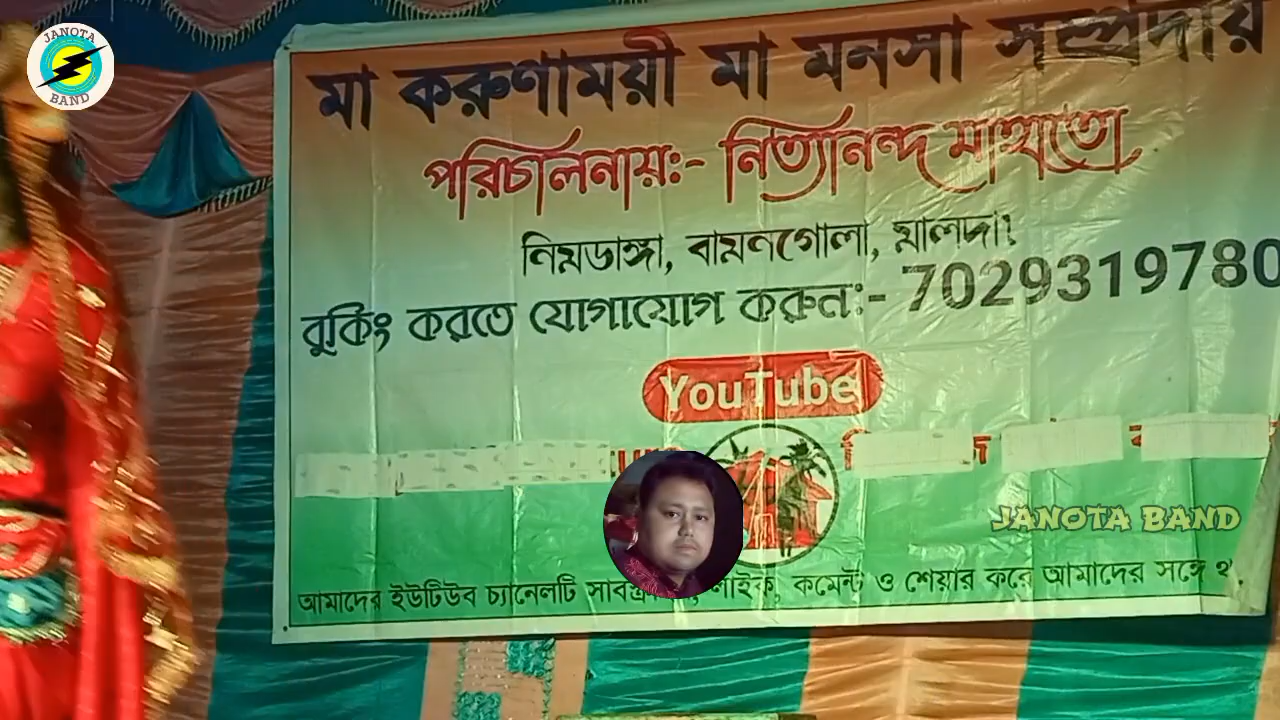 JANOTA
BAND
মা করুণাময়ী মা মনসা সম্প্রদায়
পরিচালনায়ঃ- নিত্যানন্দ মাহাতো
নিমডাঙ্গা, বামনগোলা, মালদা।
বুকিং করতে যোগাযোগ করুনঃ- 7029319780
YouTube
JANOTA BAND
আমাদের ইউটিউব চ্যানেলটি লাইক, কমেন্ট ও শেয়ার করে আমাদের সঙ্গে